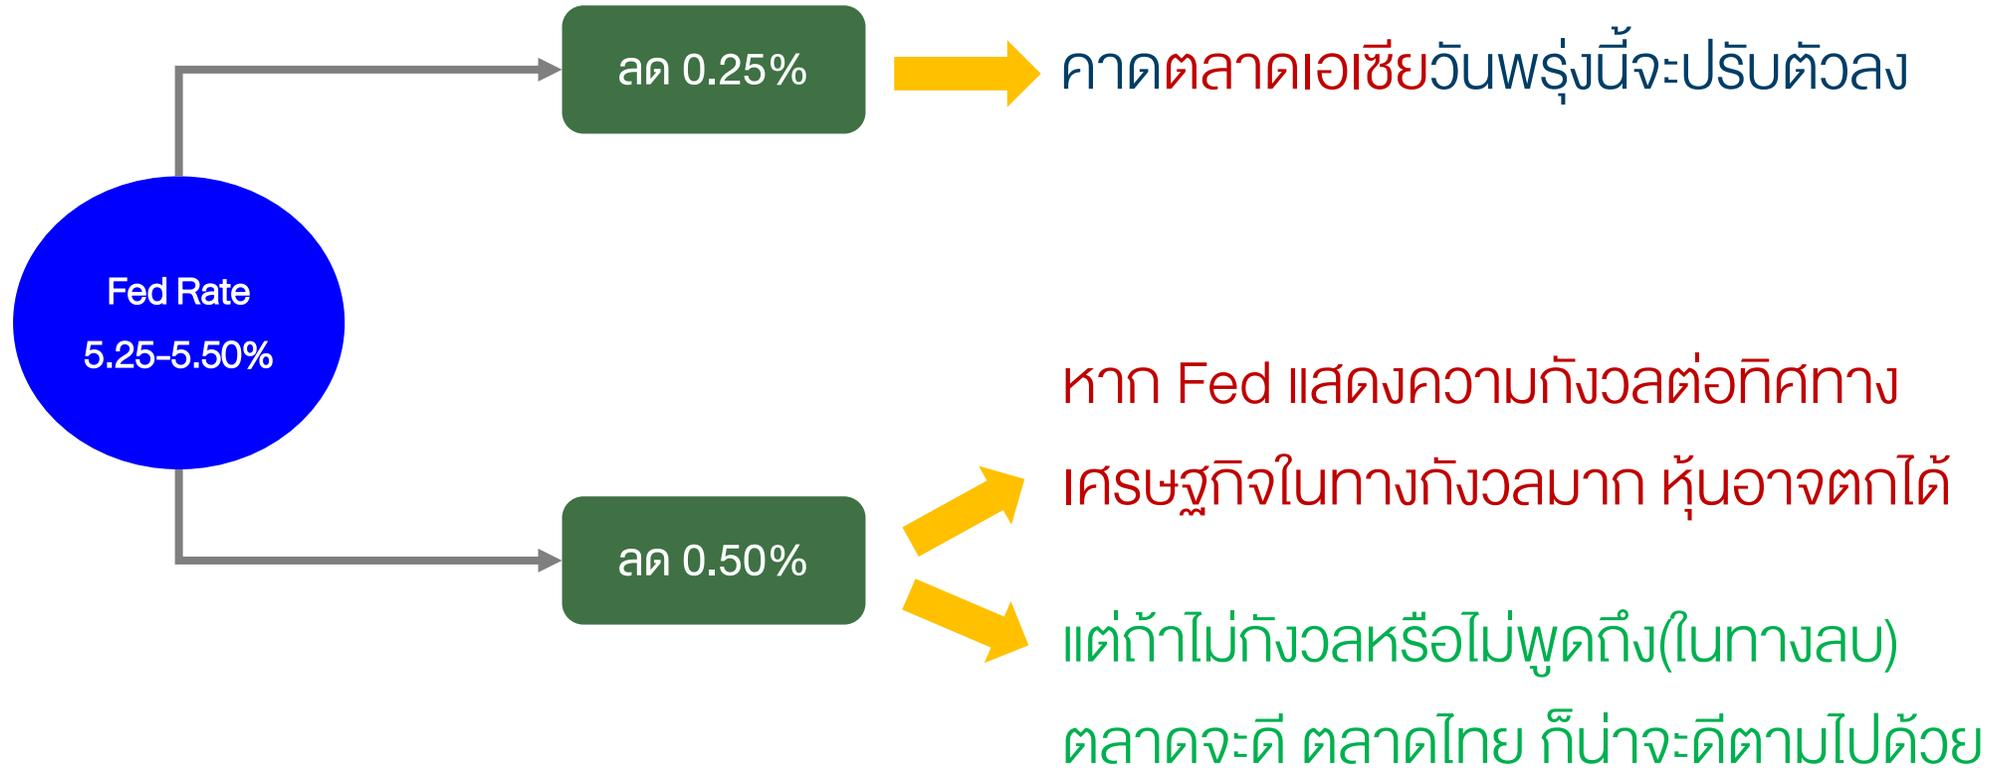 ลด 0.25%
คาดตลาดเอเซียวันพรุ่งนี้จะปรับตัวลง
Fed Rate
5.25-5.50%
ลด 0.50%
หาก Fed แสดงความกังวลต่อทิศทาง
เศรษฐกิจในทางกังวลมาก หุ้นอาจตกได้
แต่ถ้าไม่กังวลหรือไม่พูดถึง(ในทางลบ)
ตลาดจะดี ตลาดไทย ก็น่าจะดีตามไปด้วย